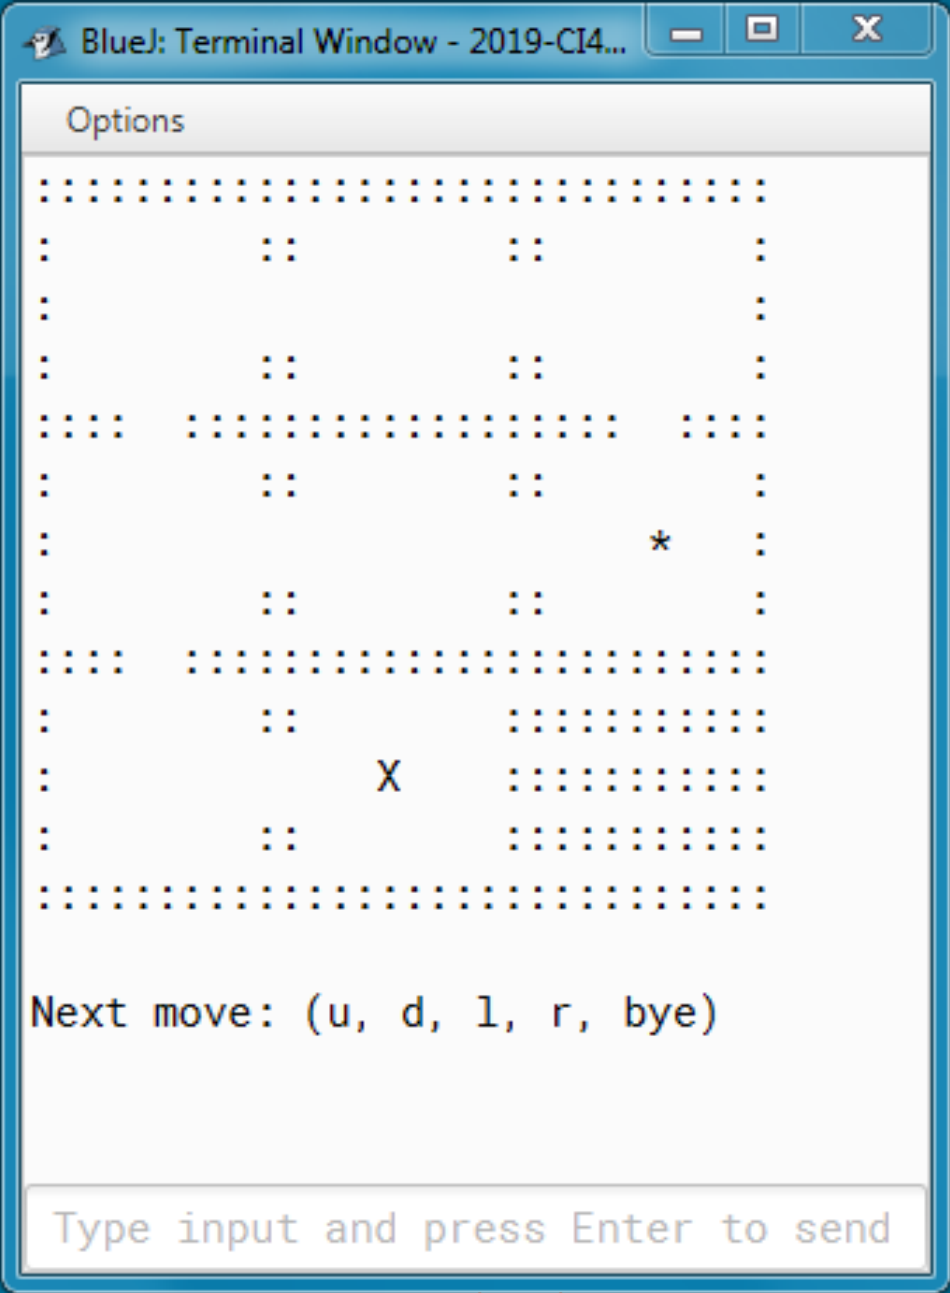 BlueJ: Terminal Window - 2019-CI4...
Options
::::::::::::::::::::::::::::::
:        ::        ::        :
:                            :
:        ::        ::        :
::::  ::::::::::::::::::  ::::
:        ::        ::        :
:                        *   :
:        ::        ::        :
::::  ::::::::::::::::::::::::
:        ::        :::::::::::
:             X    :::::::::::
:        ::        :::::::::::
::::::::::::::::::::::::::::::
Next move: (u, d, l, r, bye)
Type input and press Enter to send